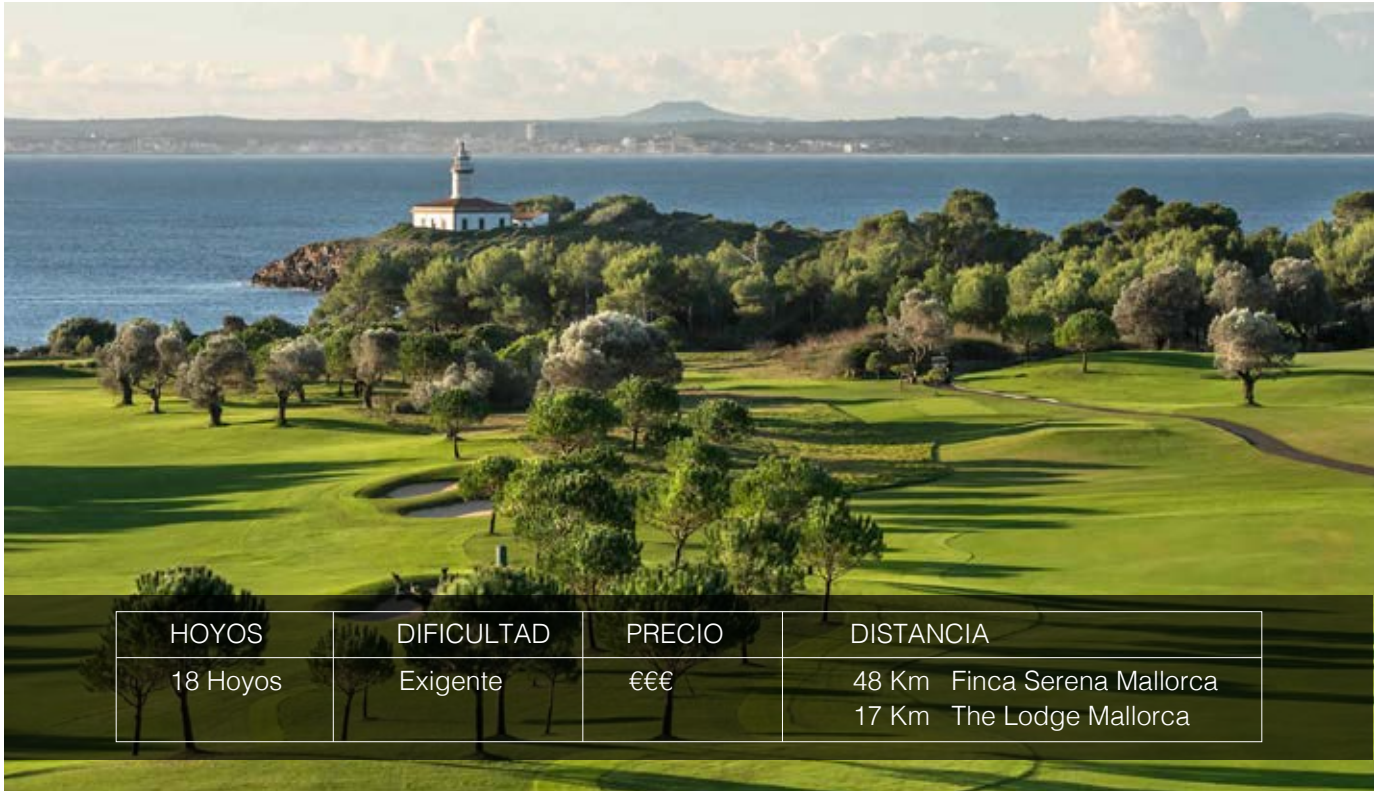 HOYOS DIFICULTAD PRECIO DISTANCIA
18 Hoyos Exigente €€€ 48 Km Finca Serena Mallorca
17 Km The Lodge Mallorca